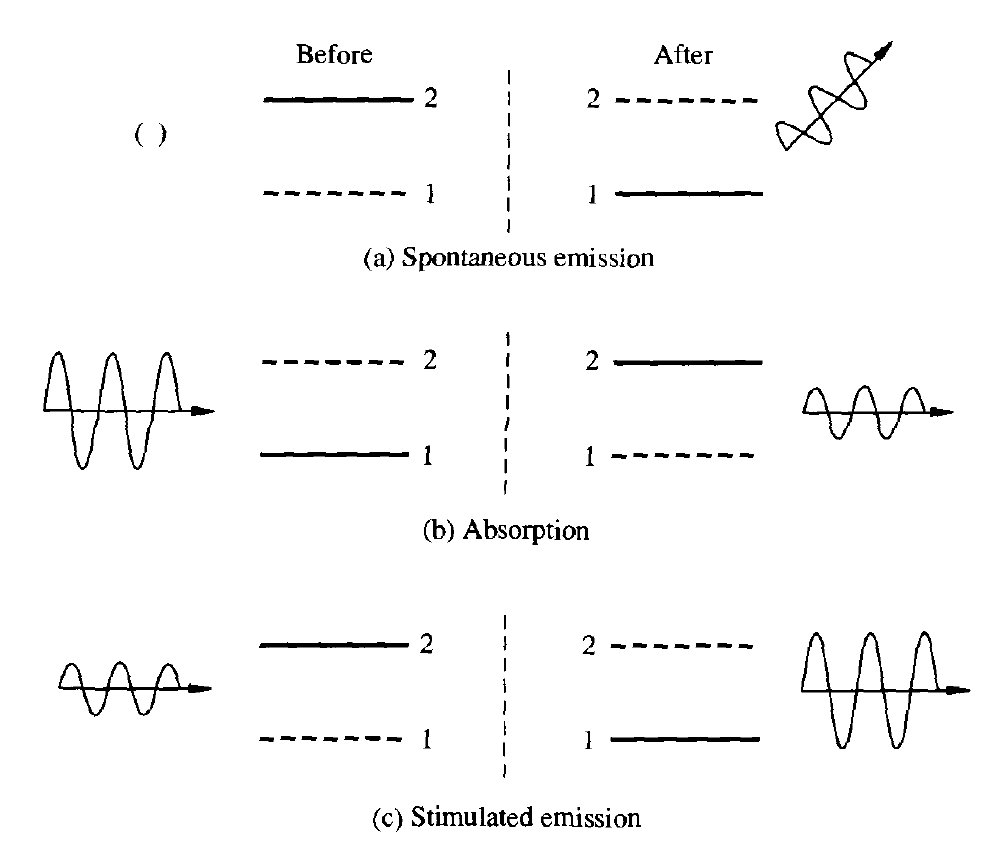 Before After
2 2
( )
1 1
(a) Spontaneous emission
2 2
1 1
(b) Absorption
2 2
1 1
(c) Stimulated emission